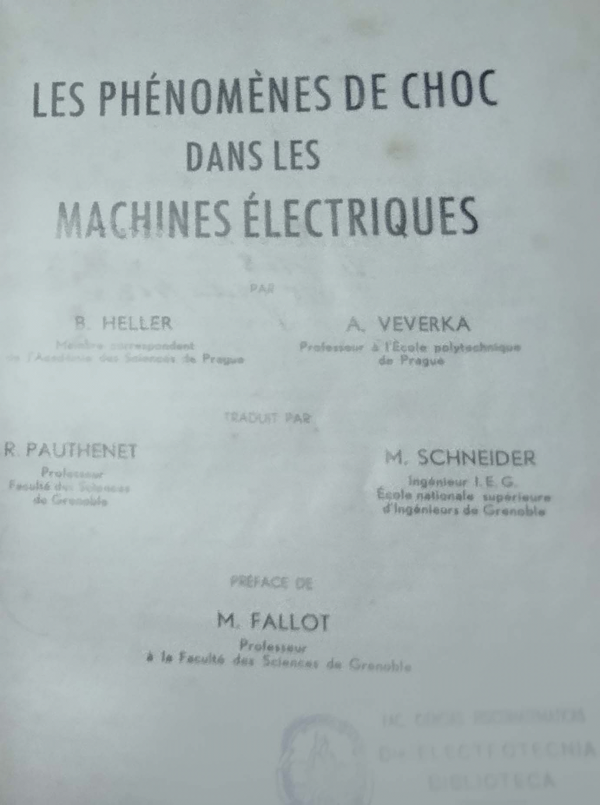 LES PHÉNOMÈNES DE CHOC
DANS LES
MACHINES ÉLECTRIQUES
PAR
B. HELLER
Membre correspondant
de l'Académie des Sciences de Prague
A. VEVERKA
Professeur à l'École polytechnique
de Prague
TRADUIT PAR
R. PAUTHENET
Professeur
Faculté des Sciences
de Grenoble
M. SCHNEIDER
Ingénieur I. E. G.
École nationale supérieure
d'Ingénieurs de Grenoble
PRÉFACE DE
M. FALLOT
Professeur
à la Faculté des Sciences de Grenoble
ELECTROTECHNIA
BIBLIOTECA